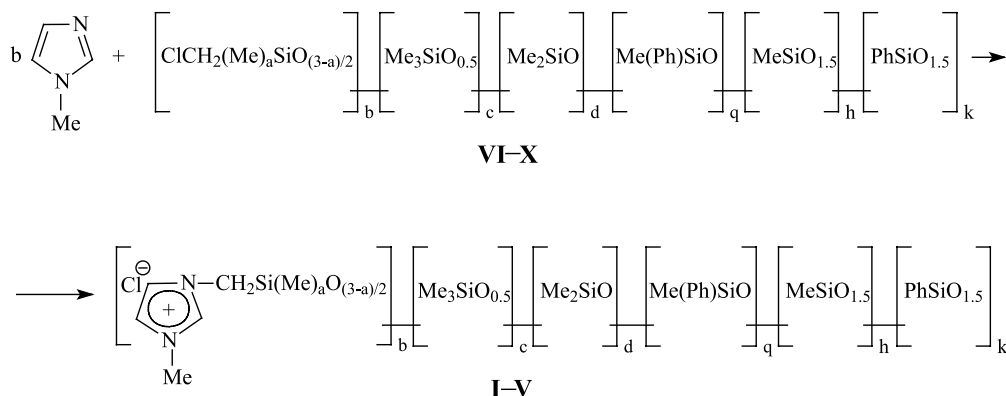 b N N Me + [ClCH₂(Me)ₐSiO₍₃₋ₐ₎/₂]b [Me₃SiO₀.₅]c [Me₂SiO]d [Me(Ph)SiO]q [MeSiO₁.₅]h [PhSiO₁.₅]k →
VI–X
→ [Cl⊖ N + N Me –CH₂Si(Me)ₐO₍₃₋ₐ₎/₂]b [Me₃SiO₀.₅]c [Me₂SiO]d [Me(Ph)SiO]q [MeSiO₁.₅]h [PhSiO₁.₅]k
I–V